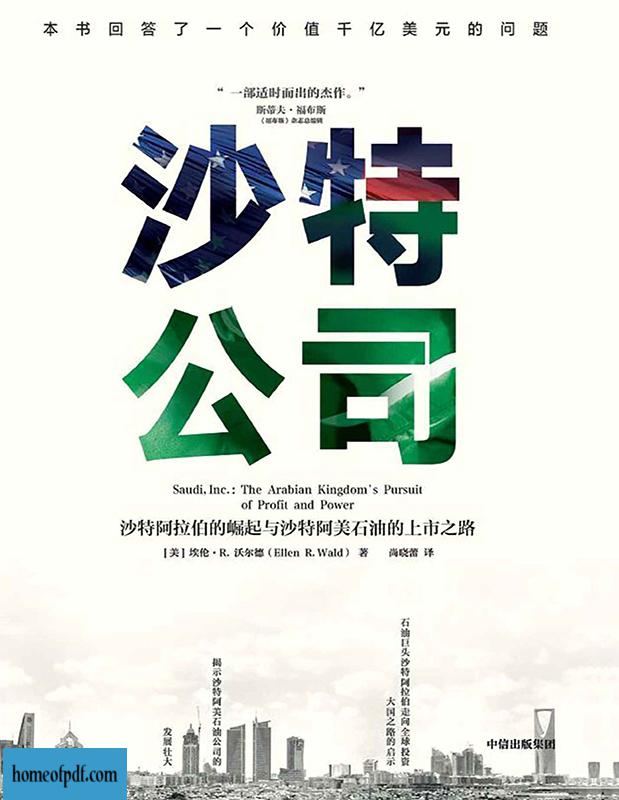 本书回答了一个价值千亿美元的问题
“一部适时而出的杰作。”
斯蒂夫·福布斯
《福布斯》杂志总编辑
沙特
公司
Saudi, Inc.: The Arabian Kingdom's Pursuit
of Profit and Power
沙特阿拉伯的崛起与沙特阿美石油的上市之路
[美]埃伦·R.沃尔德(Ellen R.Wald) 著 尚晓蕾 译
石油巨头沙特阿拉伯走向全球投资
大国之路的启示
揭示沙特阿美石油公司的
发展壮大
中信出版集团
homeofpdf.com